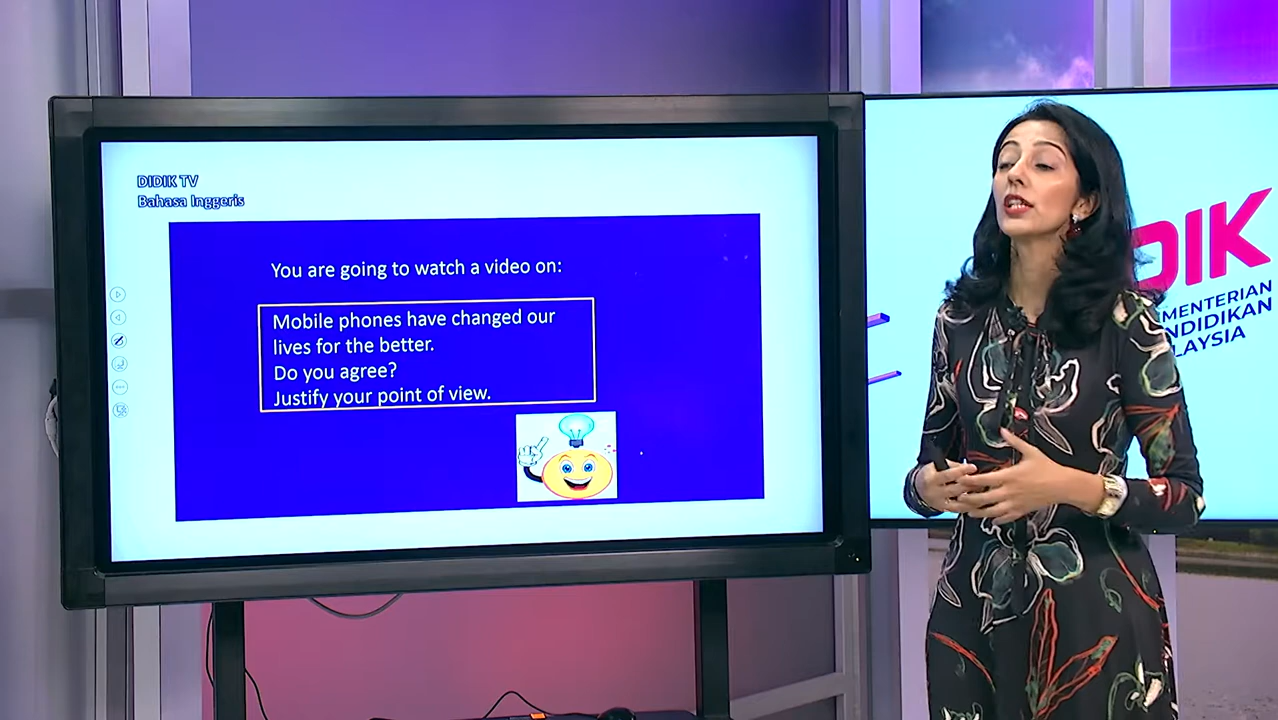 DIDIK TV
Bahasa Inggeris
You are going to watch a video on:
Mobile phones have changed our
lives for the better.
Do you agree?
Justify your point of view.
DIK
MENTERIAN
NDIDIKAN
LAYSIA